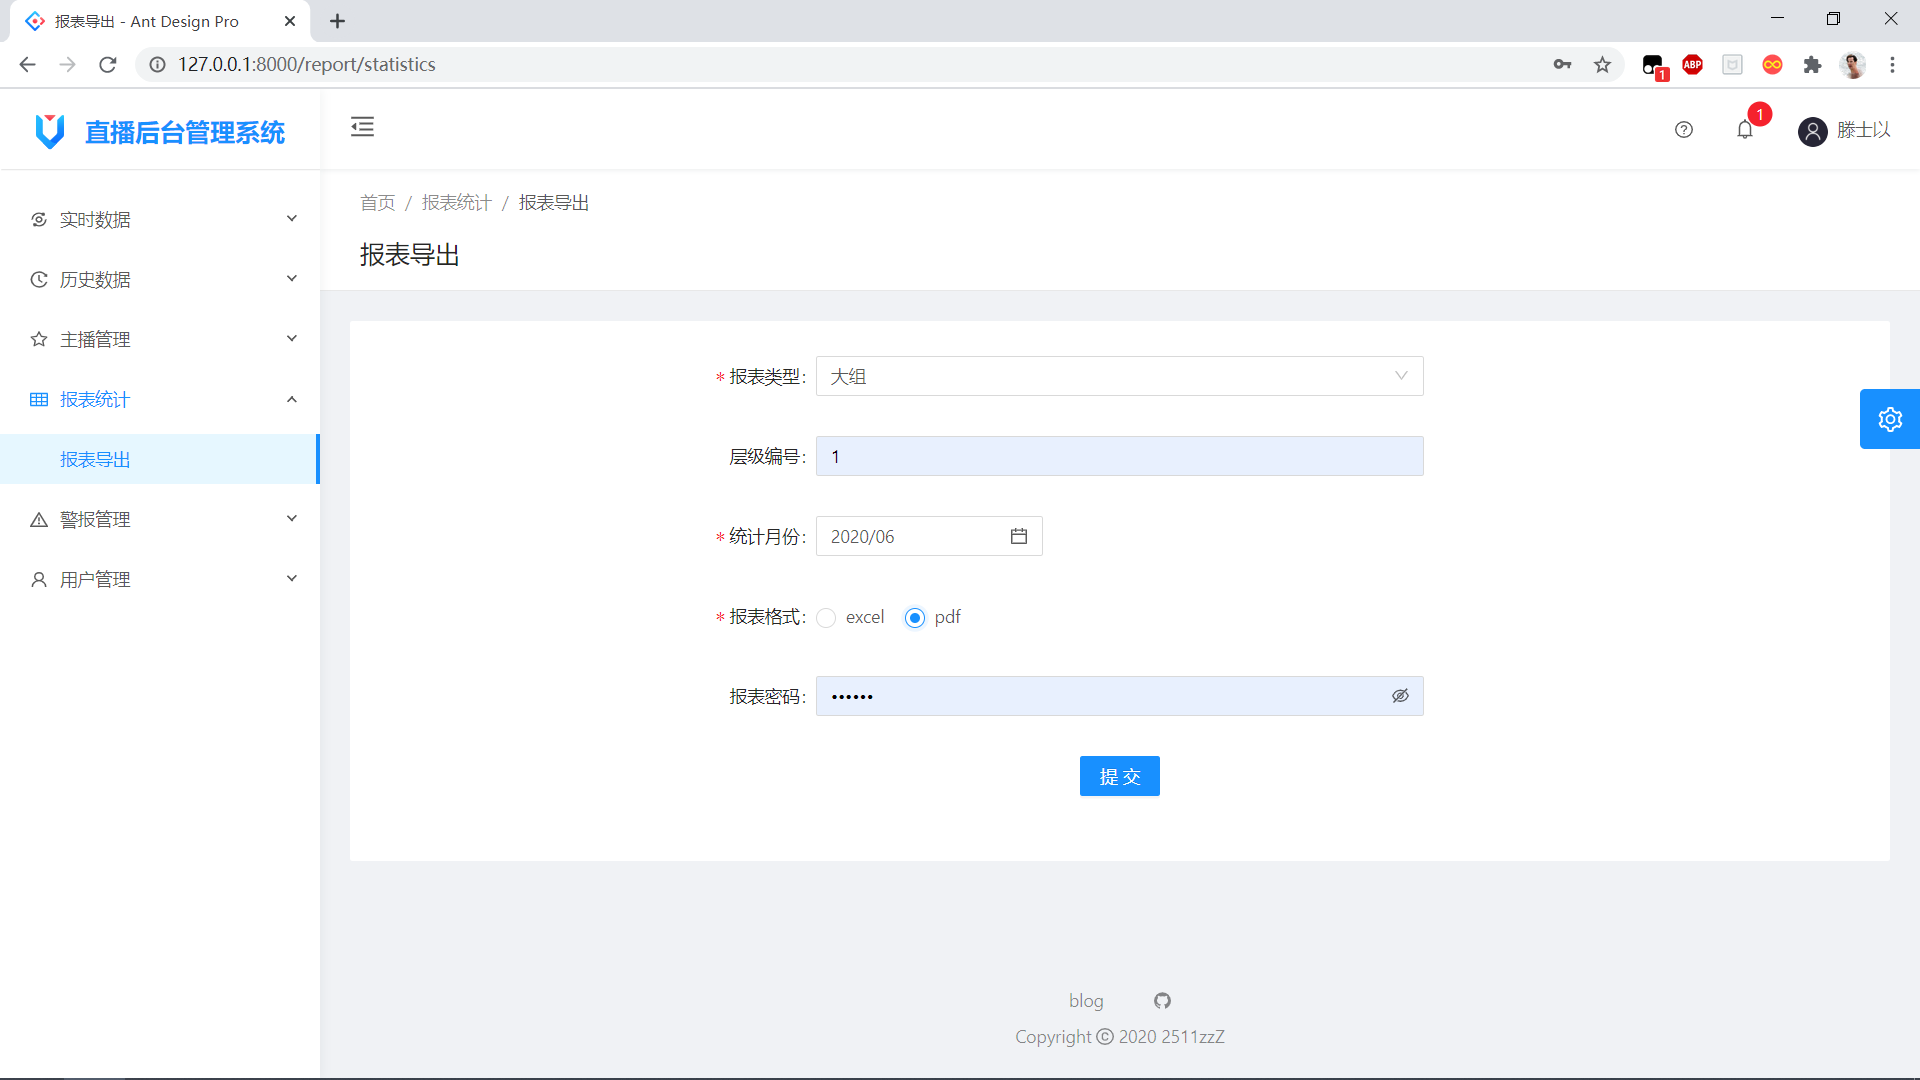 报表导出 - Ant Design Pro
127.0.0.1:8000/report/statistics
1
ABP
直播后台管理系统
1
滕士以
实时数据
历史数据
主播管理
报表统计
报表导出
警报管理
用户管理
首页 / 报表统计 / 报表导出
报表导出
* 报表类型: 大组
层级编号: 1
* 统计月份: 2020/06
* 报表格式: excel pdf
报表密码: ••••••
提 交
blog
Copyright © 2020 2511zzZ